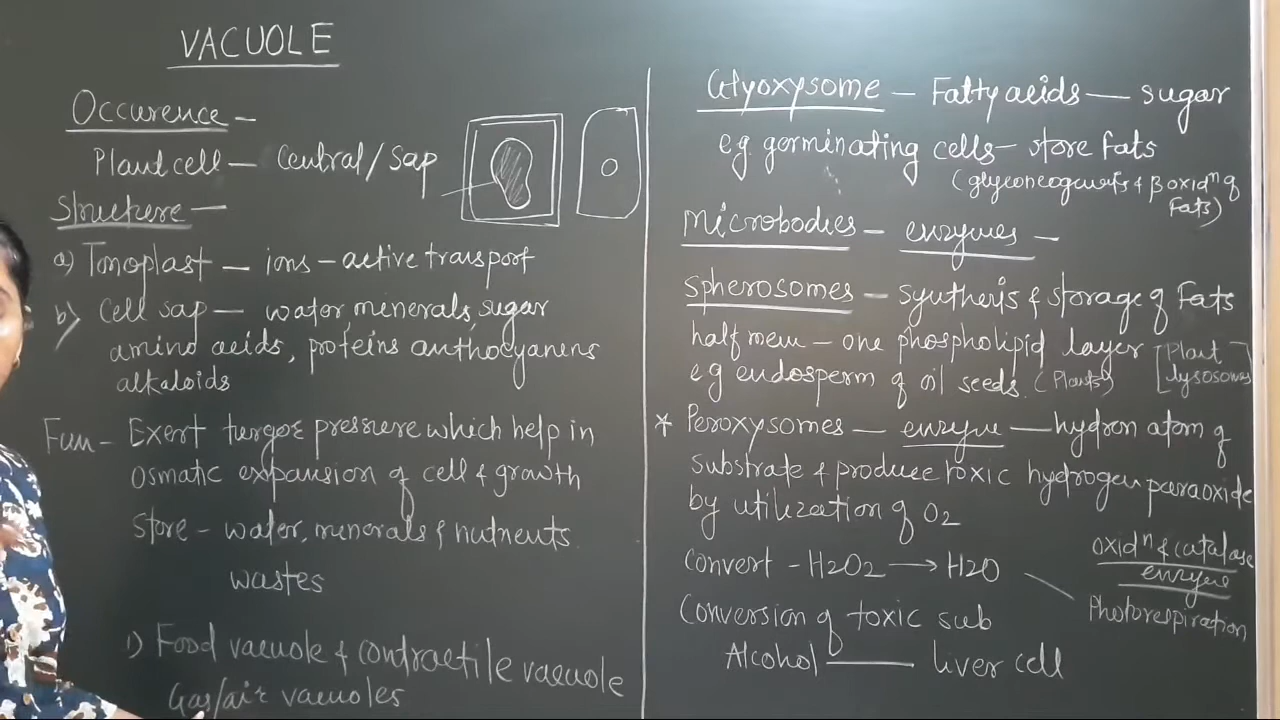 VACUOLE
Occurence -
Plant cell - Central / Sap
Structure -
a) Tonoplast - ions - active transport
b) Cell sap - water, minerals, sugar
amino acids, proteins anthocyanens
alkaloids
Fun - Exert turgor pressure which help in
Osmatic expansion of cell & growth
Store - water, minerals & nutrients
wastes
1) Food vacuole & contractile vacuole
Gas/air vacuoles
Glyoxysome - Fatty acids - sugar
eg. germinating cells - store fats
(glyconeogenesis & β oxidⁿ of
Fats)
Microbodies - enzymes -
Spherosomes - synthesis & storage of Fats
half mem - one phospholipid layer [Plant
eg endosperm of oil seeds. (Plants) lysosomes]
* Peroxysomes - enzyme - hydron atom of
substrate & produce toxic hydrogen paraoxide
by utilization of O2
Convert - H2O2 → H2O
oxidⁿ & catalase
enzyme
Photorespiration
Conversion of toxic sub
Alcohol — liver cell